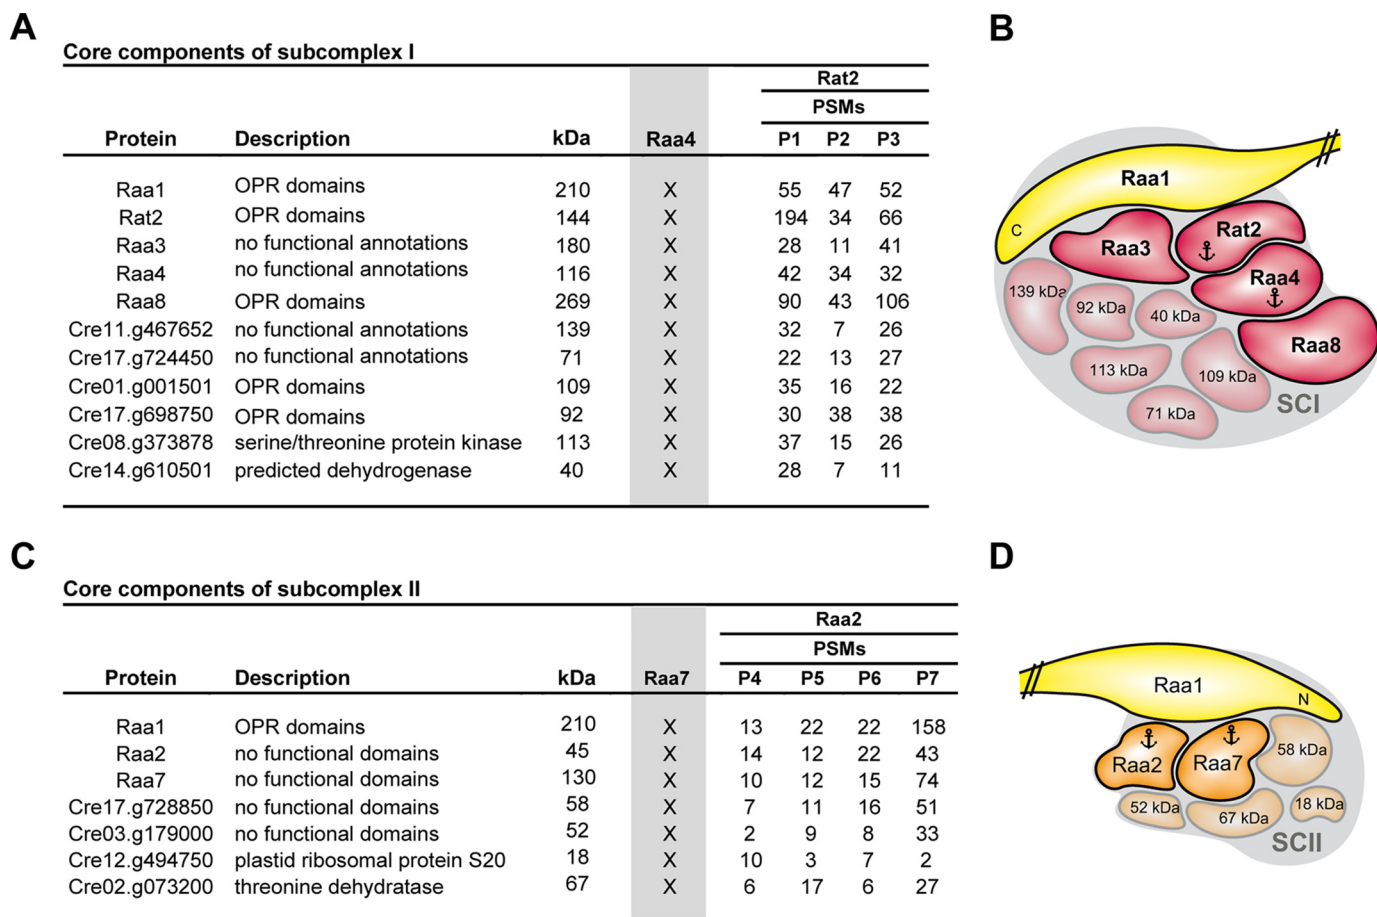 A
Core components of subcomplex I
Rat2
PSMs
Protein Description kDa Raa4 P1 P2 P3
Raa1 OPR domains 210 X 55 47 52
Rat2 OPR domains 144 X 194 34 66
Raa3 no functional annotations 180 X 28 11 41
Raa4 no functional annotations 116 X 42 34 32
Raa8 OPR domains 269 X 90 43 106
Cre11.g467652 no functional annotations 139 X 32 7 26
Cre17.g724450 no functional annotations 71 X 22 13 27
Cre01.g001501 OPR domains 109 X 35 16 22
Cre17.g698750 OPR domains 92 X 30 38 38
Cre08.g373878 serine/threonine protein kinase 113 X 37 15 26
Cre14.g610501 predicted dehydrogenase 40 X 28 7 11
B
Raa1
C
Raa3
Rat2
Raa4
Raa8
139 kDa
92 kDa
40 kDa
113 kDa
109 kDa
71 kDa
SCI
C
Core components of subcomplex II
Raa2
PSMs
Protein Description kDa Raa7 P4 P5 P6 P7
Raa1 OPR domains 210 X 13 22 22 158
Raa2 no functional domains 45 X 14 12 22 43
Raa7 no functional domains 130 X 10 12 15 74
Cre17.g728850 no functional domains 58 X 7 11 16 51
Cre03.g179000 no functional domains 52 X 2 9 8 33
Cre12.g494750 plastid ribosomal protein S20 18 X 10 3 7 2
Cre02.g073200 threonine dehydratase 67 X 6 17 6 27
D
Raa1
N
Raa2
Raa7
58 kDa
52 kDa
67 kDa
18 kDa
SCII